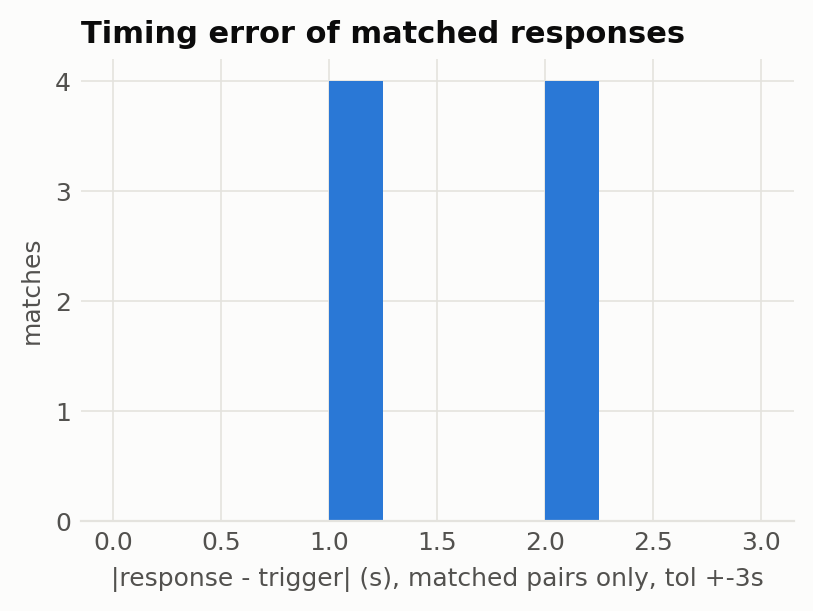 Timing error of matched responses
4
3
2
1
0
matches
0.0 0.5 1.0 1.5 2.0 2.5 3.0
|response - trigger| (s), matched pairs only, tol +-3s